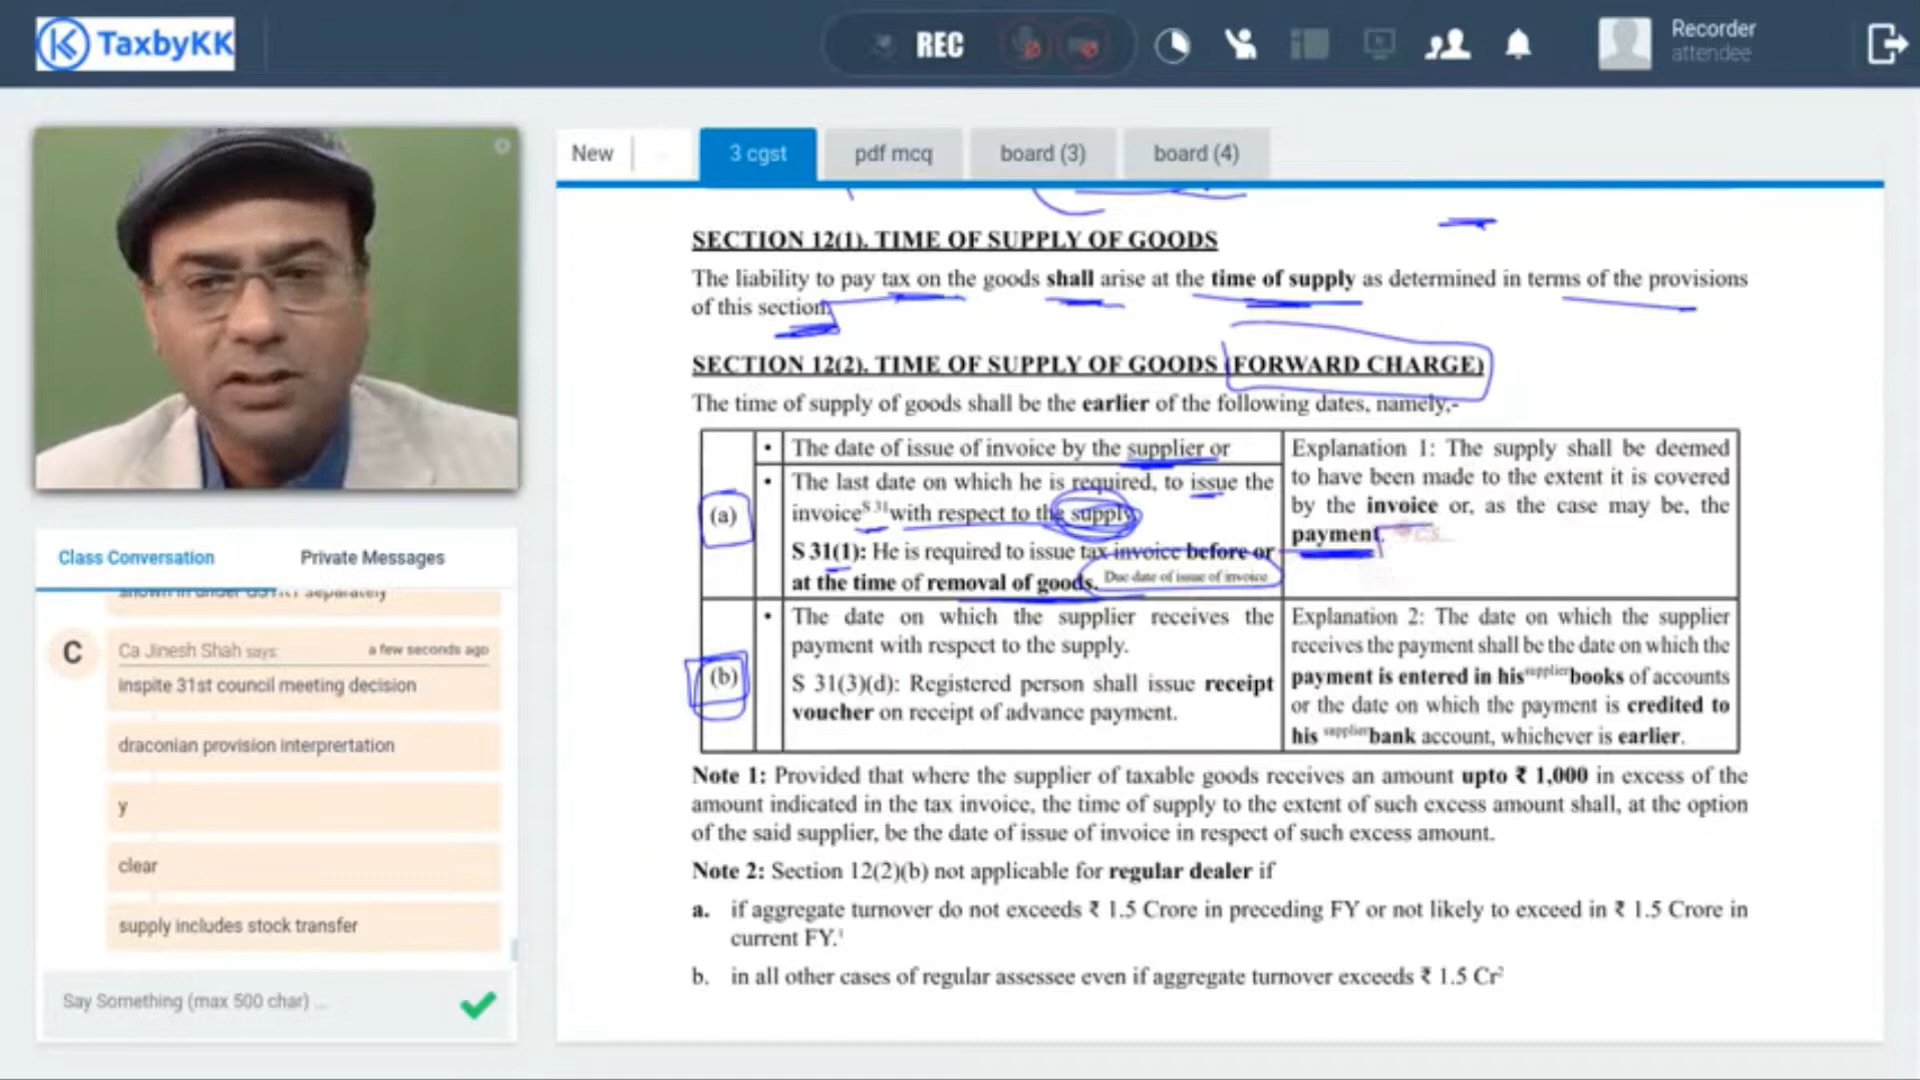 TaxbyKK
REC
Recorder
attendee
New
3 cgst
pdf mcq
board (3)
board (4)
SECTION 12(1). TIME OF SUPPLY OF GOODS
The liability to pay tax on the goods shall arise at the time of supply as determined in terms of the provisions
of this section.
SECTION 12(2). TIME OF SUPPLY OF GOODS (FORWARD CHARGE)
The time of supply of goods shall be the earlier of the following dates, namely,-
(a)
• The date of issue of invoice by the supplier or
• The last date on which he is required, to issue the
invoice S 31 with respect to the supply
S 31(1): He is required to issue tax invoice before or
at the time of removal of goods. Due date of issue of invoice
Explanation 1: The supply shall be deemed
to have been made to the extent it is covered
by the invoice or, as the case may be, the
payment.
(b)
• The date on which the supplier receives the
payment with respect to the supply.
S 31(3)(d): Registered person shall issue receipt
voucher on receipt of advance payment.
Explanation 2: The date on which the supplier
receives the payment shall be the date on which the
payment is entered in his supplier books of accounts
or the date on which the payment is credited to
his supplier bank account, whichever is earlier.
Note 1: Provided that where the supplier of taxable goods receives an amount upto ₹ 1,000 in excess of the
amount indicated in the tax invoice, the time of supply to the extent of such excess amount shall, at the option
of the said supplier, be the date of issue of invoice in respect of such excess amount.
Note 2: Section 12(2)(b) not applicable for regular dealer if
a. if aggregate turnover do not exceeds ₹ 1.5 Crore in preceding FY or not likely to exceed in ₹ 1.5 Crore in
current FY.1
b. in all other cases of regular assessee even if aggregate turnover exceeds ₹ 1.5 Cr2
Class Conversation
Private Messages
separately
C
Ca Jinesh Shah says:
a few seconds ago
inspite 31st council meeting decision
draconian provision interprertation
y
clear
supply includes stock transfer
Say Something (max 500 char) ...